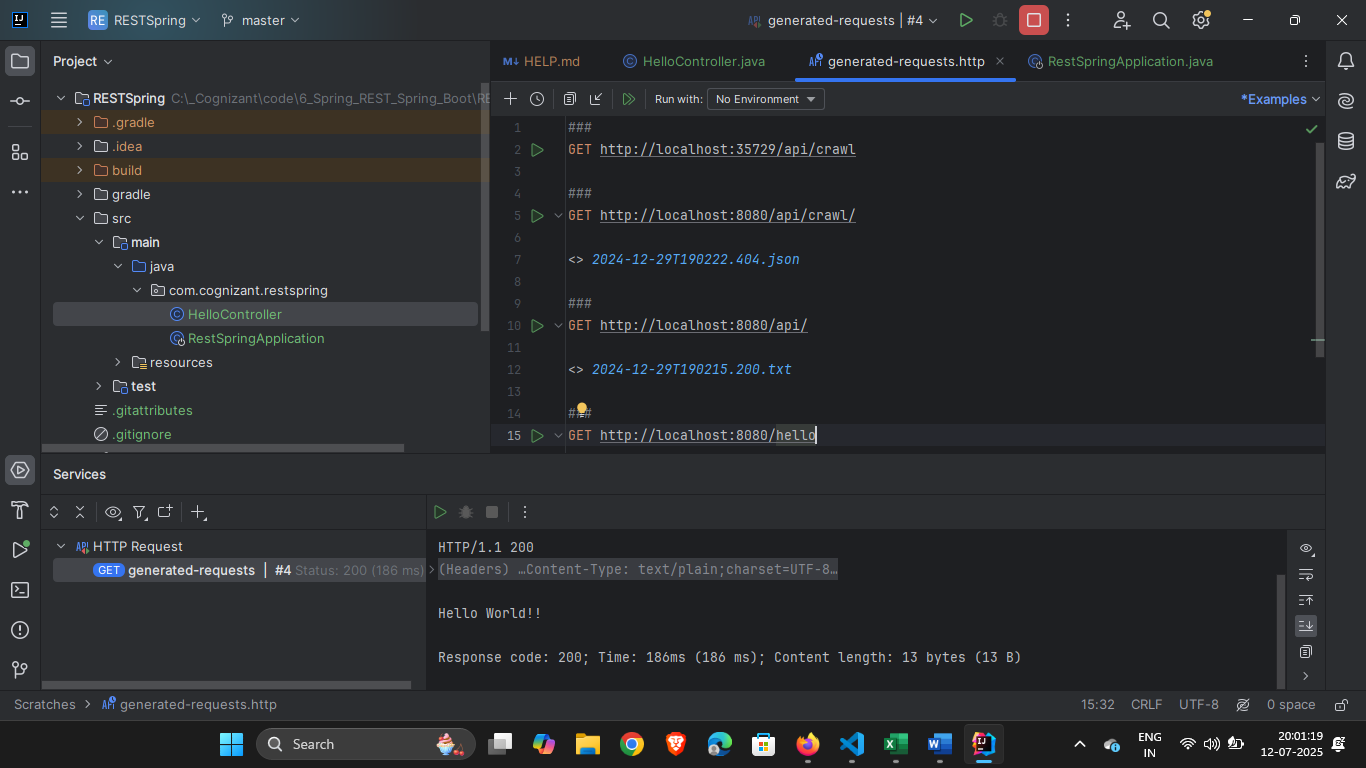 RE RESTSpring master generated-requests | #4
Project
RESTSpring C:\_Cognizant\code\6_Spring_REST_Spring_Boot\RE
.gradle
.idea
build
gradle
src
main
java
com.cognizant.restspring
HelloController
RestSpringApplication
resources
test
.gitattributes
.gitignore
M↓ HELP.md HelloController.java API generated-requests.http RestSpringApplication.java
Run with: No Environment *Examples
1 ###
2 GET http://localhost:35729/api/crawl
3
4 ###
5 GET http://localhost:8080/api/crawl/
6
7 <> 2024-12-29T190222.404.json
8
9 ###
10 GET http://localhost:8080/api/
11
12 <> 2024-12-29T190215.200.txt
13
14 ###
15 GET http://localhost:8080/hello
Services
API HTTP Request
GET generated-requests | #4 Status: 200 (186 ms)
HTTP/1.1 200
(Headers) …Content-Type: text/plain;charset=UTF-8…
Hello World!!
Response code: 200; Time: 186ms (186 ms); Content length: 13 bytes (13 B)
Scratches > API generated-requests.http 15:32 CRLF UTF-8 0 space
Search
ENG
IN
20:01:19
12-07-2025